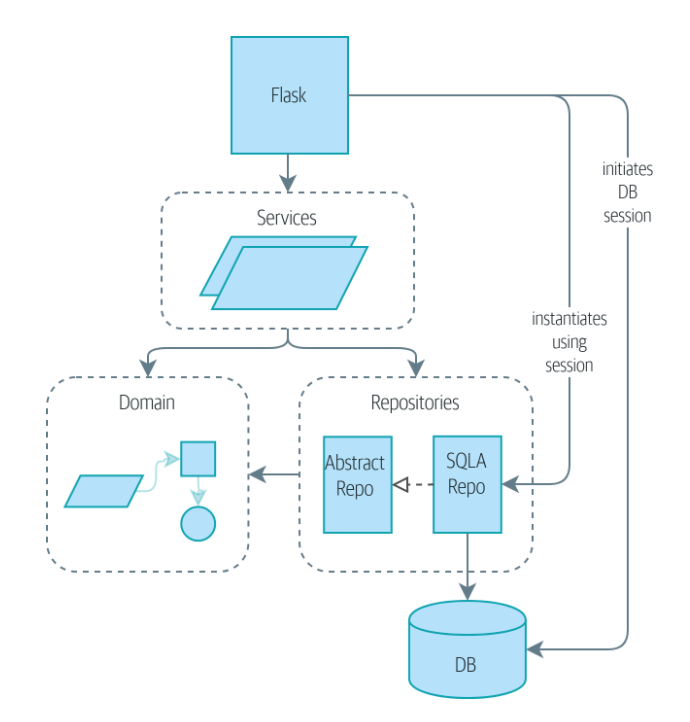 Flask
initiates
DB
session
Services
instantiates
using
session
Domain
Repositories
Abstract
Repo
SQLA
Repo
DB